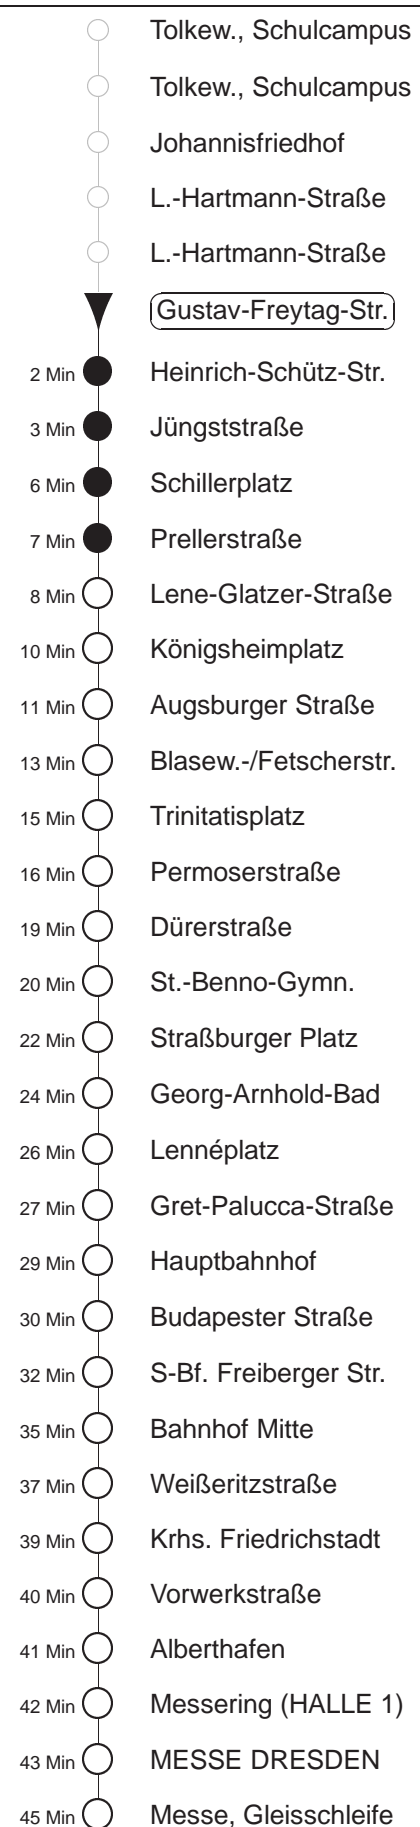 Tolkew., Schulcampus
Tolkew., Schulcampus
Johannisfriedhof
L.-Hartmann-Straße
L.-Hartmann-Straße
Gustav-Freytag-Str.
2 Min Heinrich-Schütz-Str.
3 Min Jüngststraße
6 Min Schillerplatz
7 Min Prellerstraße
8 Min Lene-Glatzer-Straße
10 Min Königsheimplatz
11 Min Augsburger Straße
13 Min Blasew.-/Fetscherstr.
15 Min Trinitatisplatz
16 Min Permoserstraße
19 Min Dürerstraße
20 Min St.-Benno-Gymn.
22 Min Straßburger Platz
24 Min Georg-Arnhold-Bad
26 Min Lennéplatz
27 Min Gret-Palucca-Straße
29 Min Hauptbahnhof
30 Min Budapester Straße
32 Min S-Bf. Freiberger Str.
35 Min Bahnhof Mitte
37 Min Weißeritzstraße
39 Min Krhs. Friedrichstadt
40 Min Vorwerkstraße
41 Min Alberthafen
42 Min Messering (HALLE 1)
43 Min MESSE DRESDEN
45 Min Messe, Gleisschleife